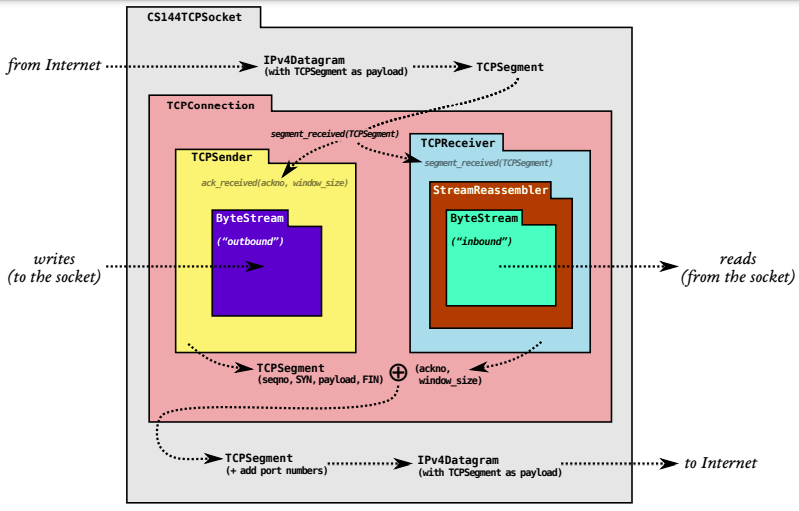 CS144TCPSocket
from Internet
IPv4Datagram
(with TCPSegment as payload)
TCPSegment
TCPConnection
segment_received(TCPSegment)
TCPSender
ack_received(ackno, window_size)
ByteStream
("outbound")
TCPReceiver
segment_received(TCPSegment)
StreamReassembler
ByteStream
("inbound")
writes
(to the socket)
reads
(from the socket)
TCPSegment
(seqno, SYN, payload, FIN)
(ackno,
window_size)
TCPSegment
(+ add port numbers)
IPv4Datagram
(with TCPSegment as payload)
to Internet